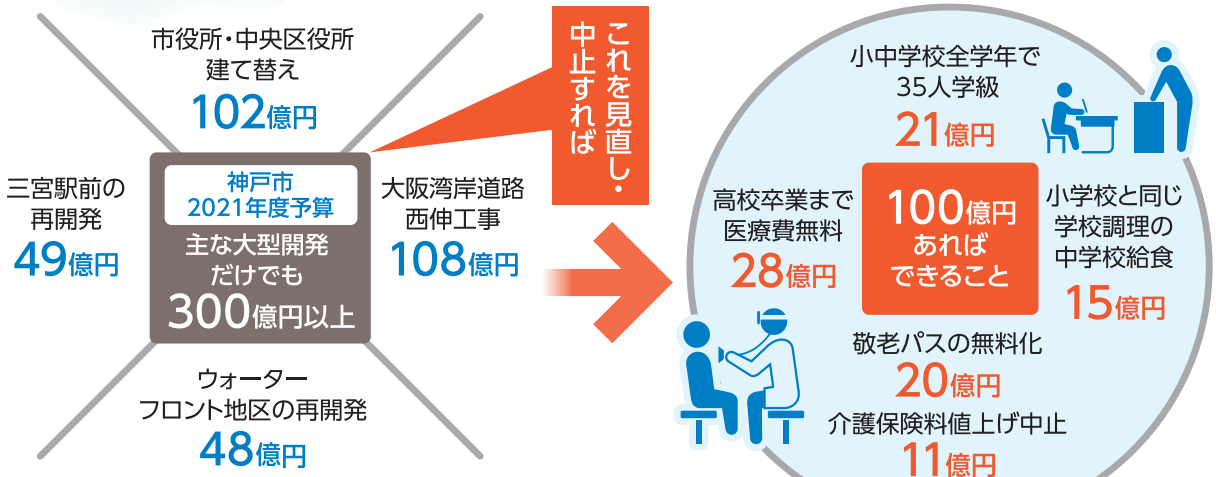 市役所・中央区役所
建て替え
102億円
三宮駅前の
再開発
49億円
神戸市
2021年度予算
主な大型開発
だけでも
300億円以上
大阪湾岸道路
西伸工事
108億円
ウォーター
フロント地区の再開発
48億円
これを見直し・
中止すれば
小中学校全学年で
35人学級
21億円
高校卒業まで
医療費無料
28億円
100億円
あれば
できること
小学校と同じ
学校調理の
中学校給食
15億円
敬老パスの無料化
20億円
介護保険料値上げ中止
11億円